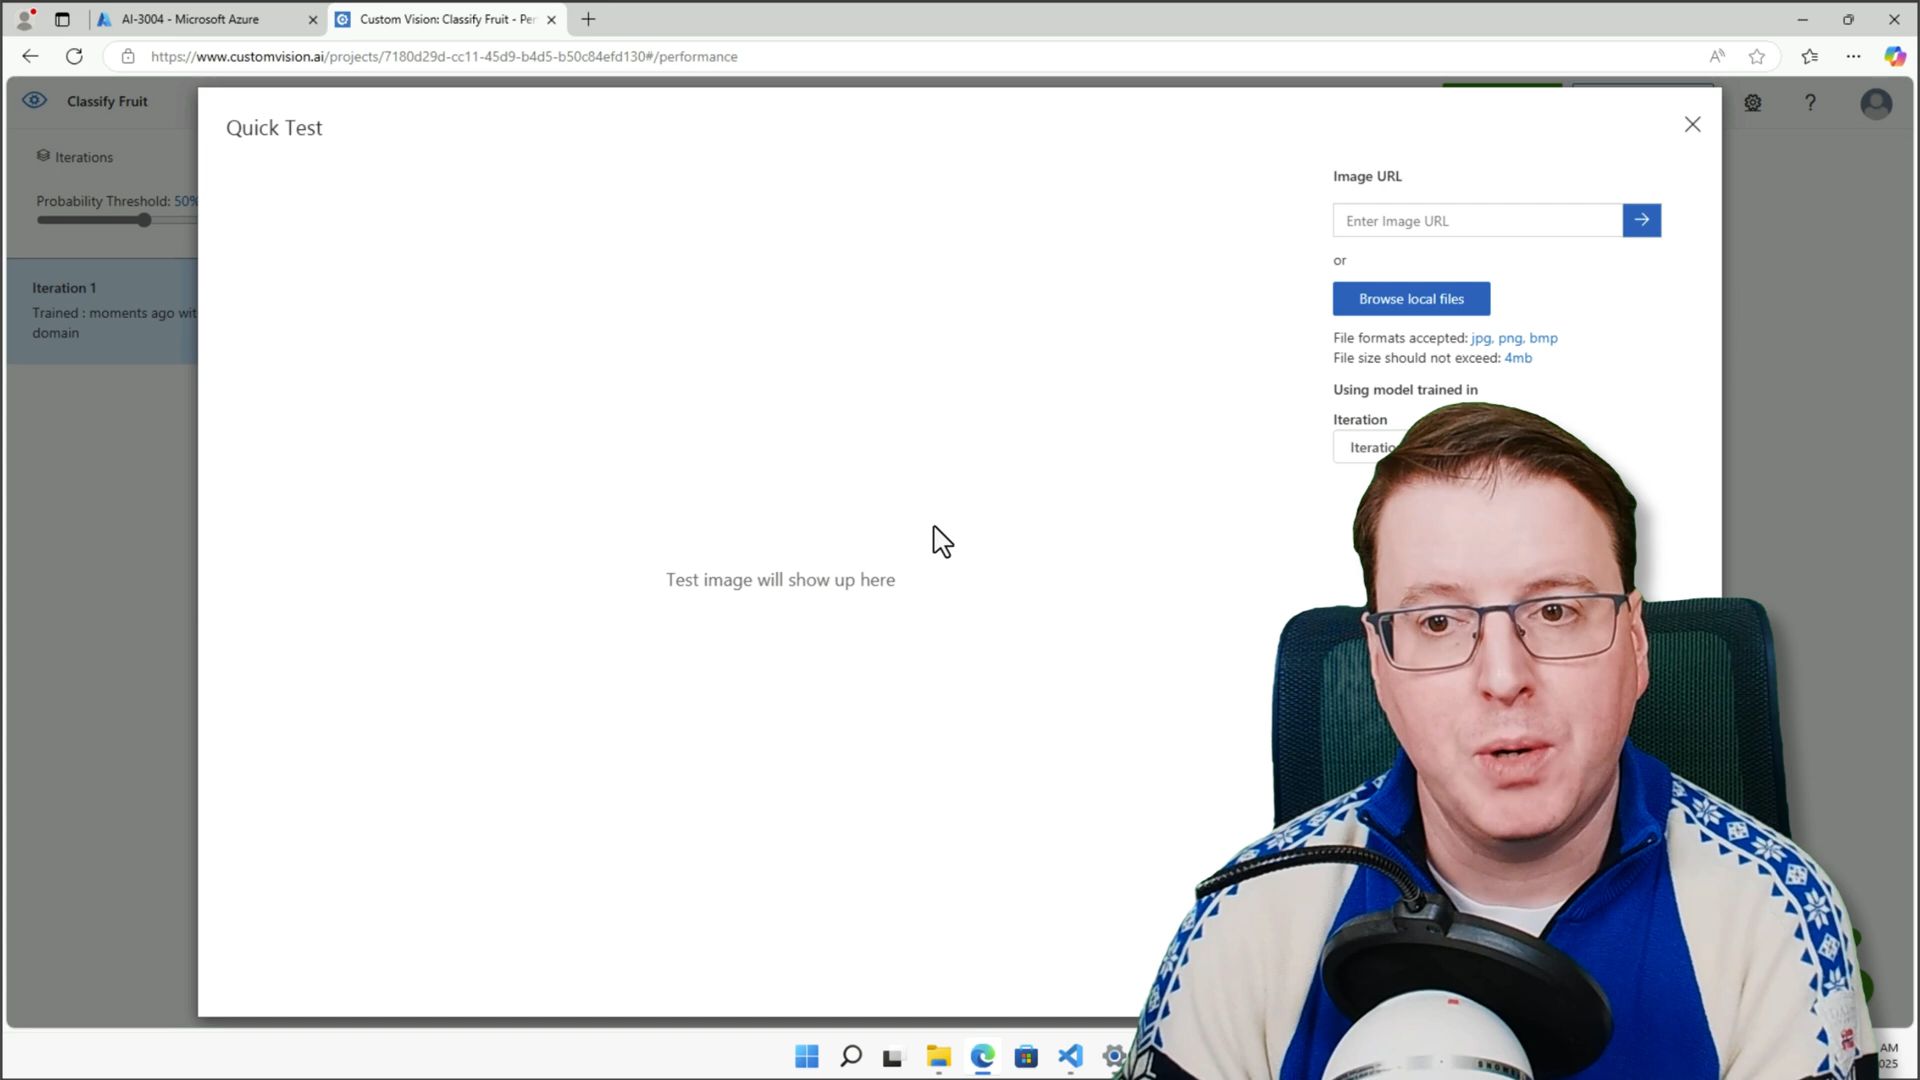 AI-3004 - Microsoft Azure
Custom Vision: Classify Fruit - Per
https://www.customvision.ai/projects/7180d29d-cc11-45d9-b4d5-b50c84efd130#/performance
Classify Fruit
Quick Test
Iterations
Probability Threshold: 50%
Iteration 1
Trained : moments ago wit
domain
Image URL
Enter Image URL
or
Browse local files
File formats accepted: jpg, png, bmp
File size should not exceed: 4mb
Using model trained in
Iteration
Iteratio
Test image will show up here
AM
025